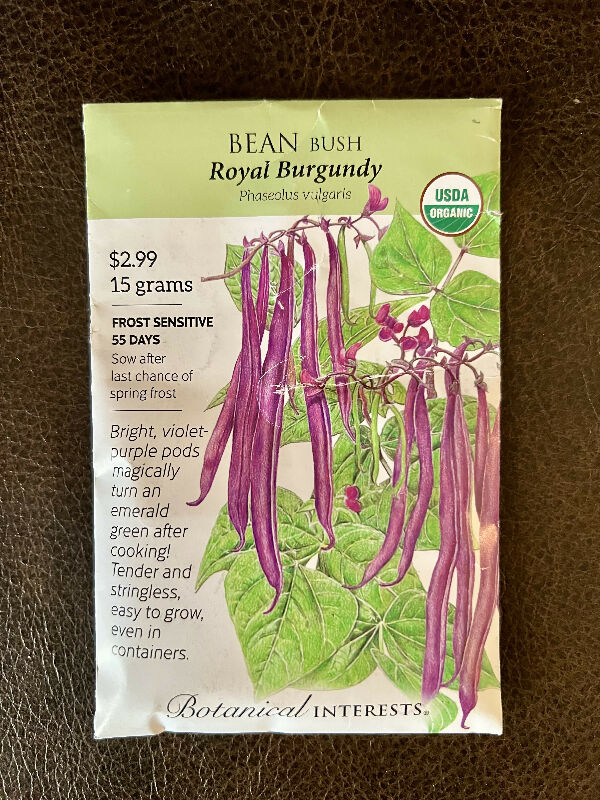 BEAN BUSH
Royal Burgundy
Phaseolus vulgaris
USDA
ORGANIC
$2.99
15 grams
FROST SENSITIVE
55 DAYS
Sow after
last chance of
spring frost
Bright, violet-
purple pods
magically
turn an
emerald
green after
cooking!
Tender and
stringless,
easy to grow,
even in
containers.
Botanical INTERESTS®